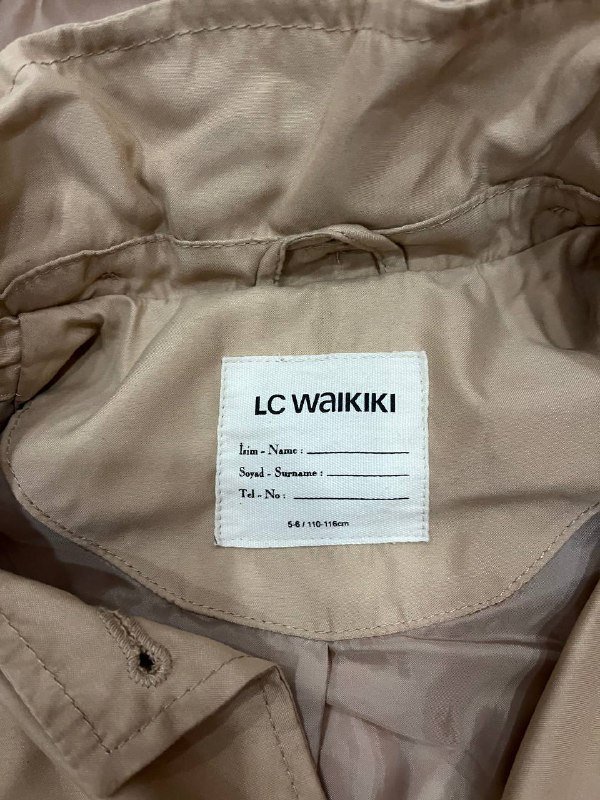 LC Waikiki
İsim - Name :
Soyad - Surname :
Tel - No :
5-6 / 110-116cm